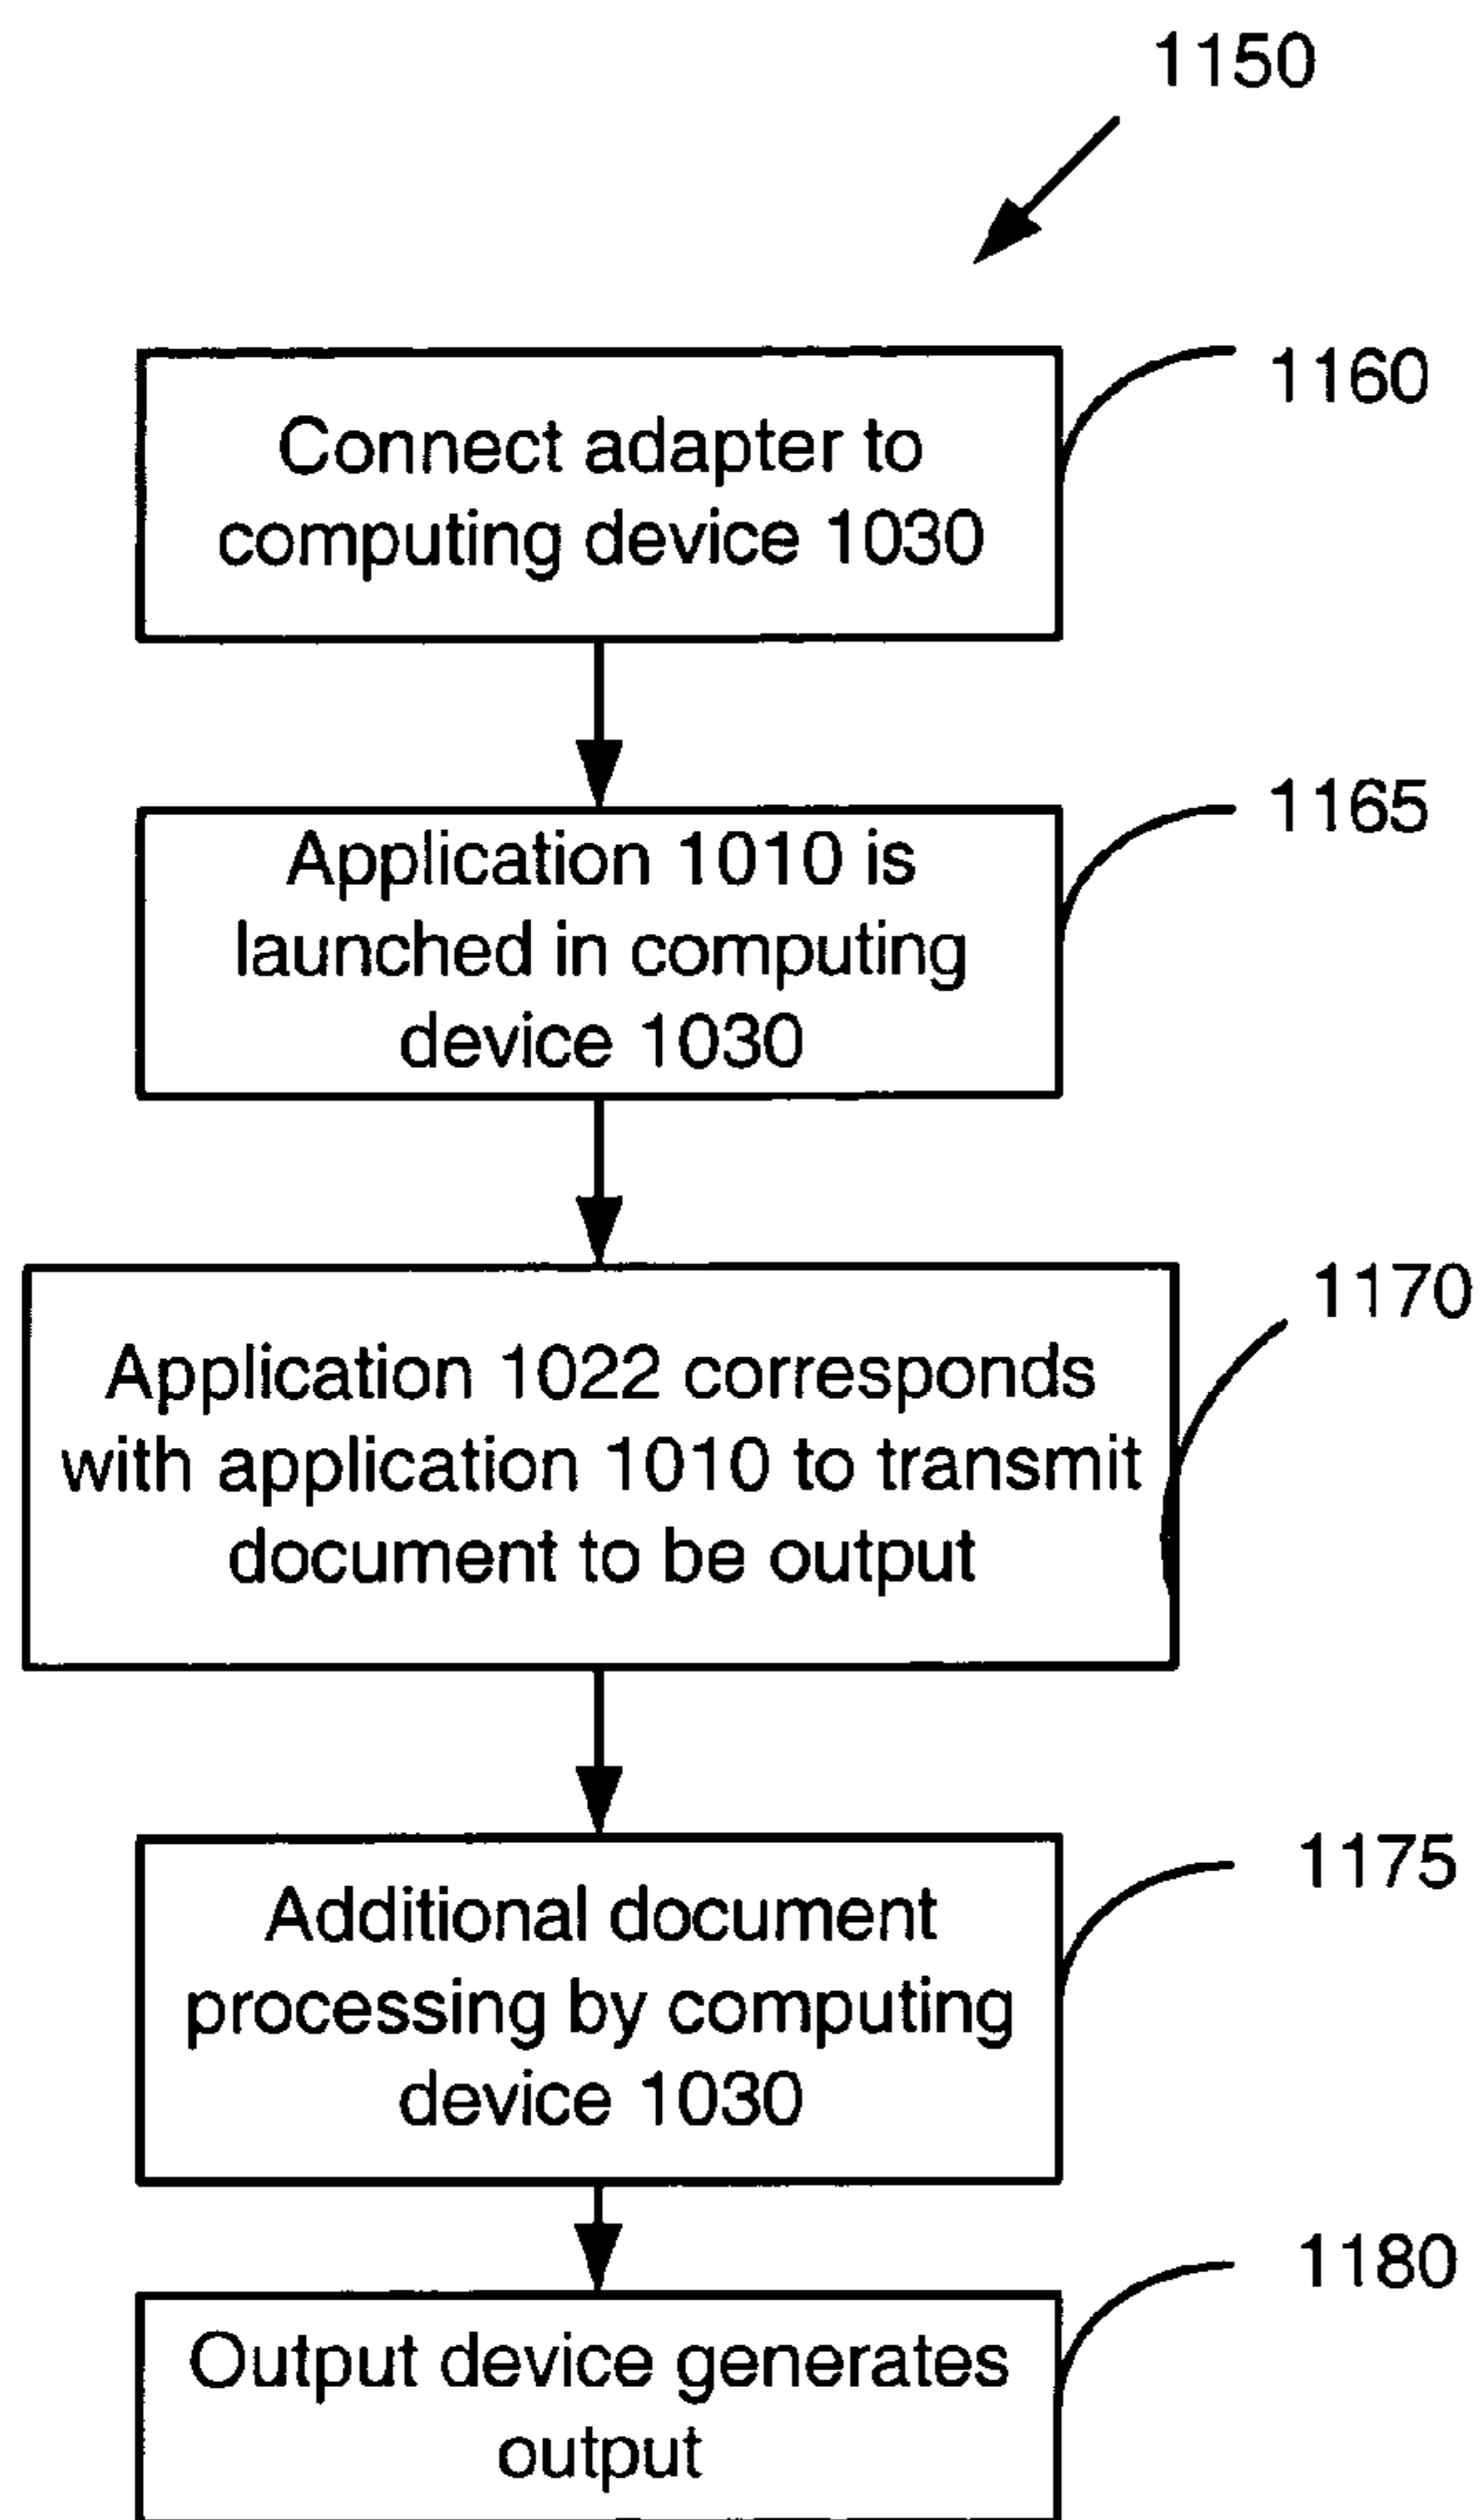 1150
1160
Connect adapter to
computing device 1030
1165
Application 1010 is
launched in computing
device 1030
1170
Application 1022 corresponds
with application 1010 to transmit
document to be output
1175
Additional document
processing by computing
device 1030
1180
Output device generates
output